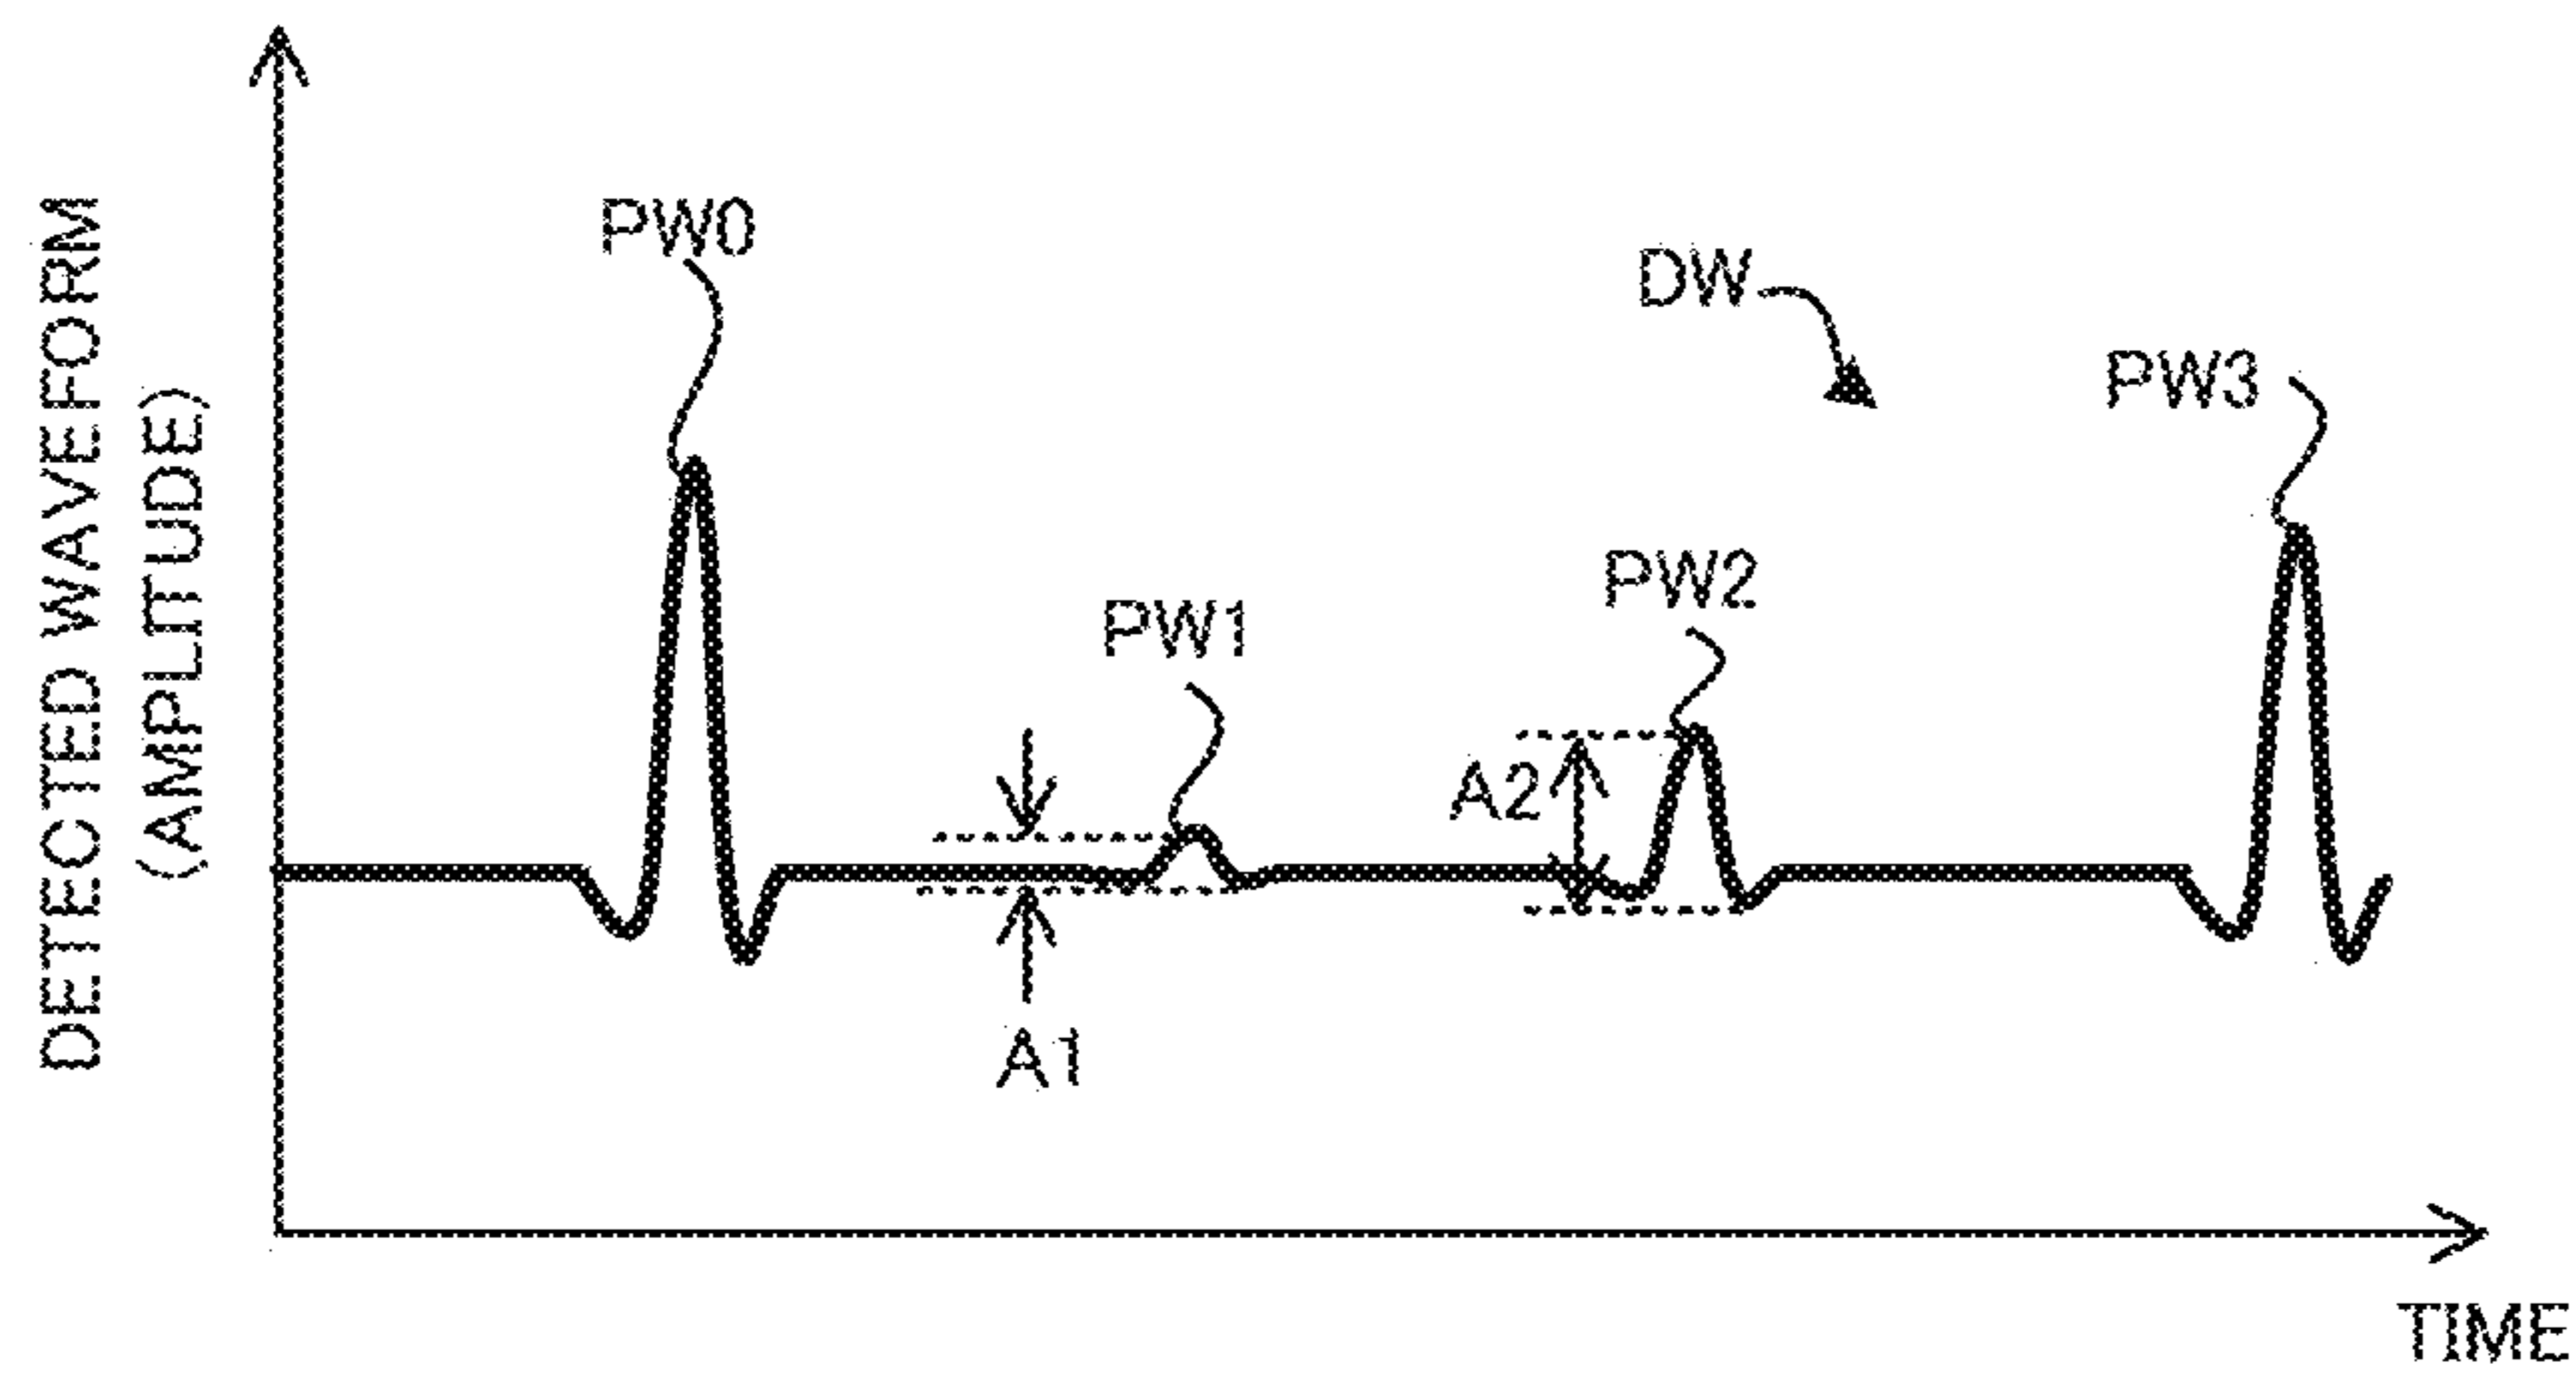 DETECTED WAVEFORM
(AMPLITUDE)
PW0
DW
PW3
PW2
PW1
A2
A1
TIME